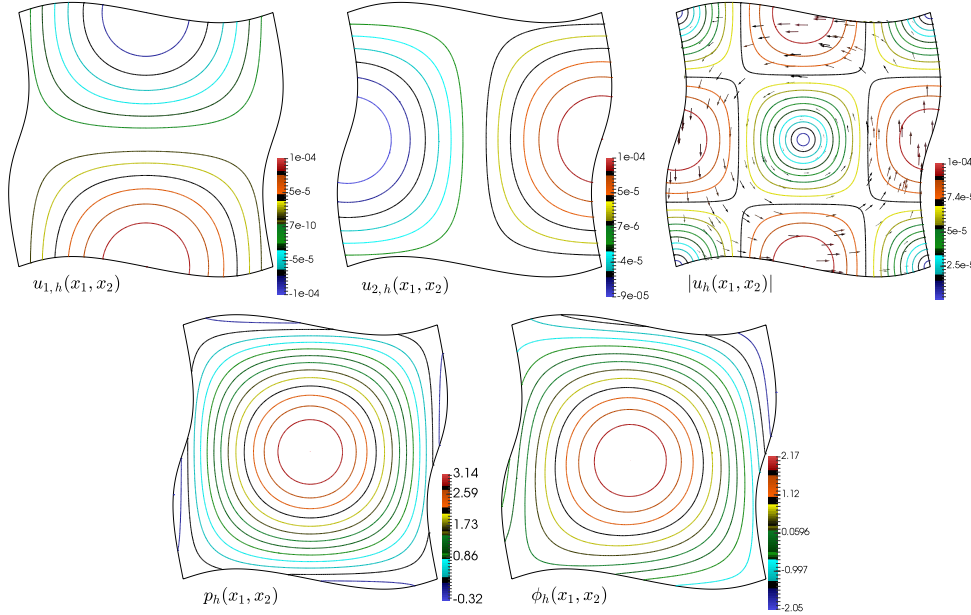 1e-04
5e-5
7e-10
-5e-5
-1e-04
u_{1,h}(x_1, x_2)
1e-04
5e-5
-7e-6
-4e-5
-9e-05
u_{2,h}(x_1, x_2)
1e-04
7.4e-5
5e-5
2.5e-5
|u_h(x_1, x_2)|
3.14
2.59
1.73
0.86
-0.32
p_h(x_1, x_2)
2.17
1.12
0.0596
-0.997
-2.05
ϕ_h(x_1, x_2)